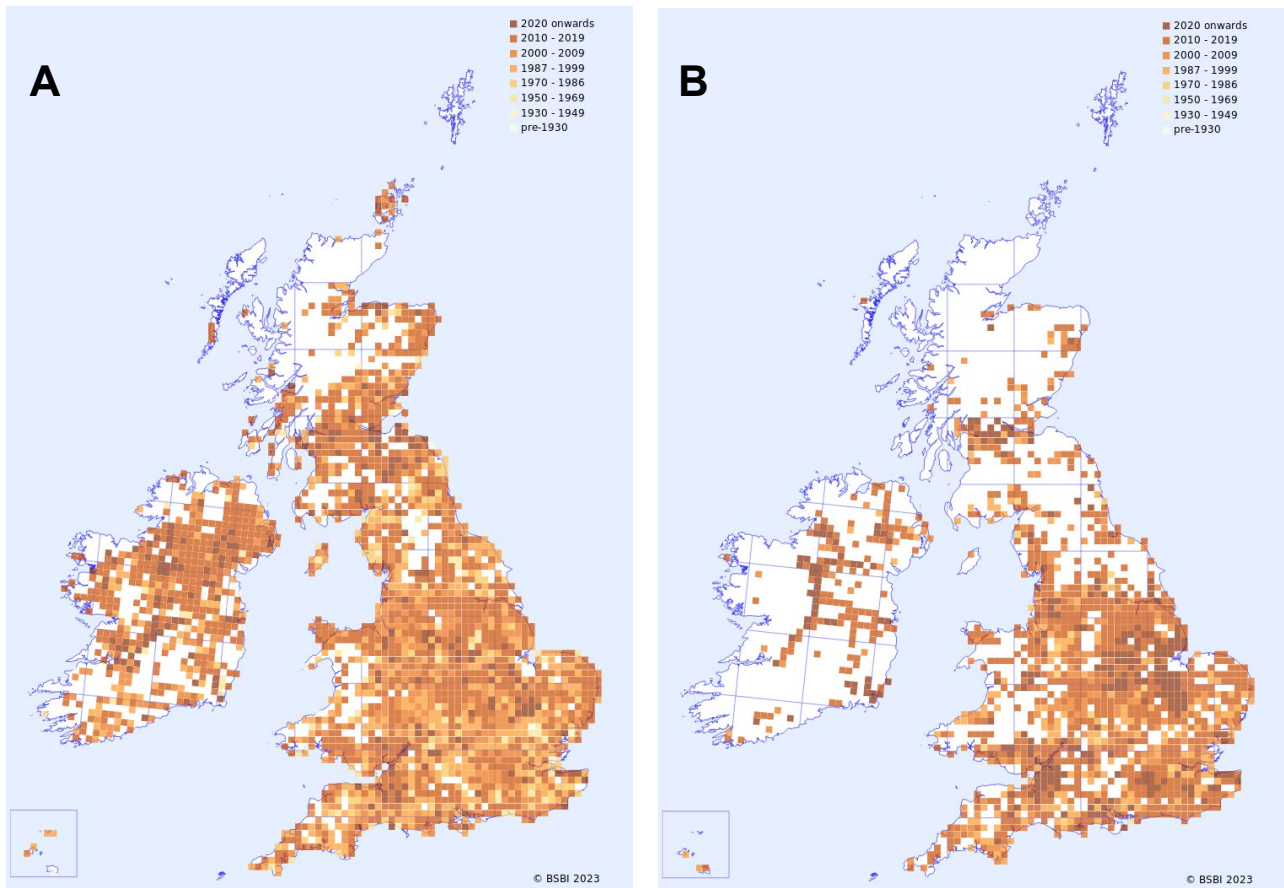 A
2020 onwards
2010 - 2019
2000 - 2009
1987 - 1999
1970 - 1986
1950 - 1969
1930 - 1949
pre-1930
© BSBI 2023
B
2020 onwards
2010 - 2019
2000 - 2009
1987 - 1999
1970 - 1986
1950 - 1969
1930 - 1949
pre-1930
© BSBI 2023